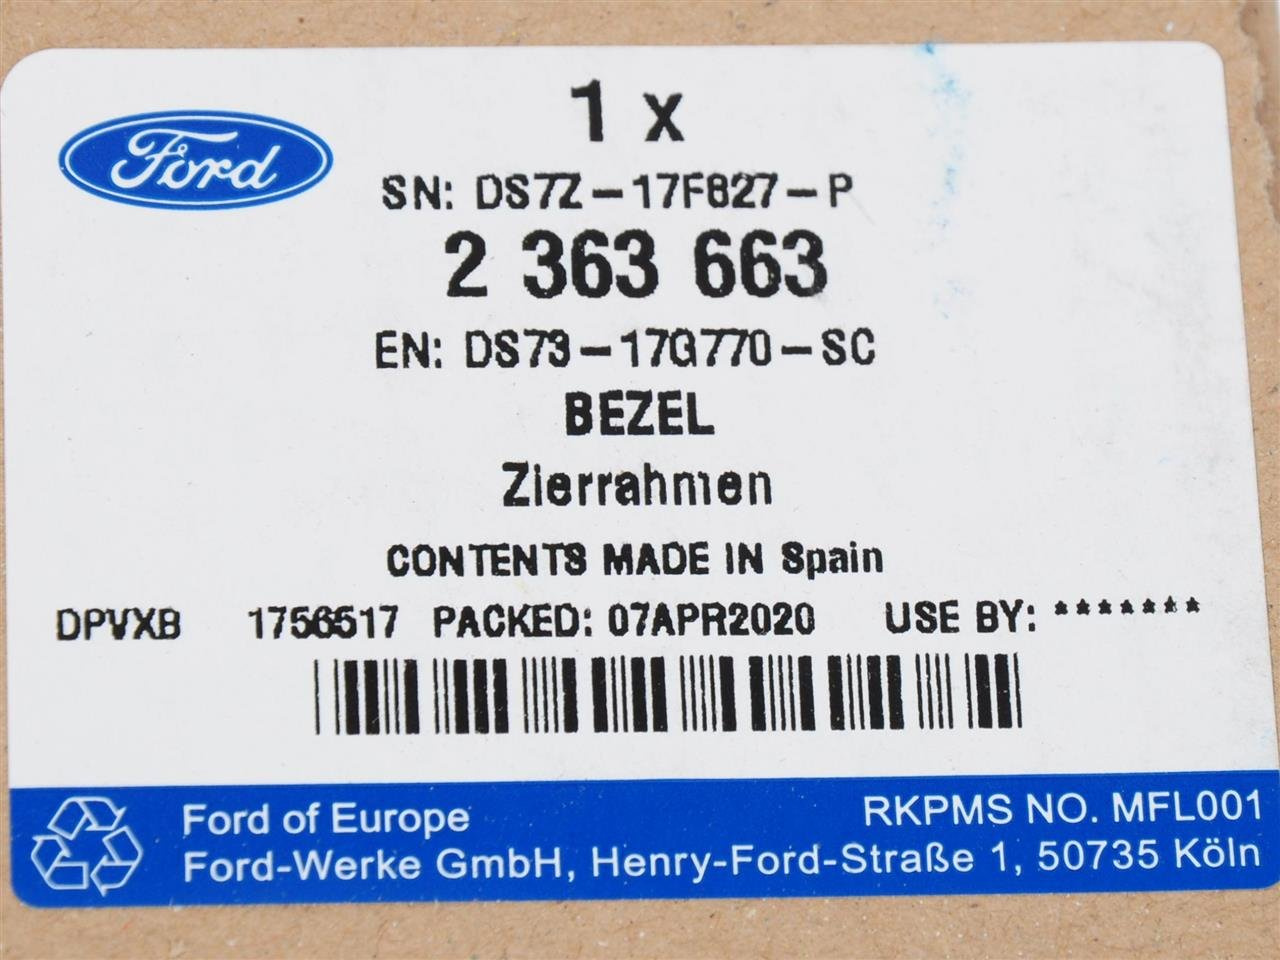 1 x
Ford
SN: DS7Z-17F827-P
2 363 663
EN: DS73-17G770-SC
BEZEL
Zierrahmen
CONTENTS MADE IN Spain
DPVXB 1756517 PACKED: 07APR2020 USE BY: *******
Ford of Europe RKPMS NO. MFL001
Ford-Werke GmbH, Henry-Ford-Straße 1, 50735 Köln